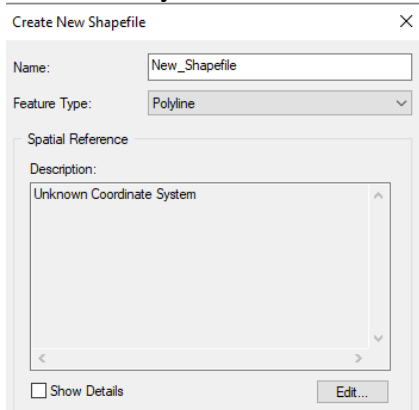 Create New Shapefile
Name:
New_Shapefile
Feature Type:
Polyline
Spatial Reference
Description:
Unknown Coordinate System
Show Details
Edit...